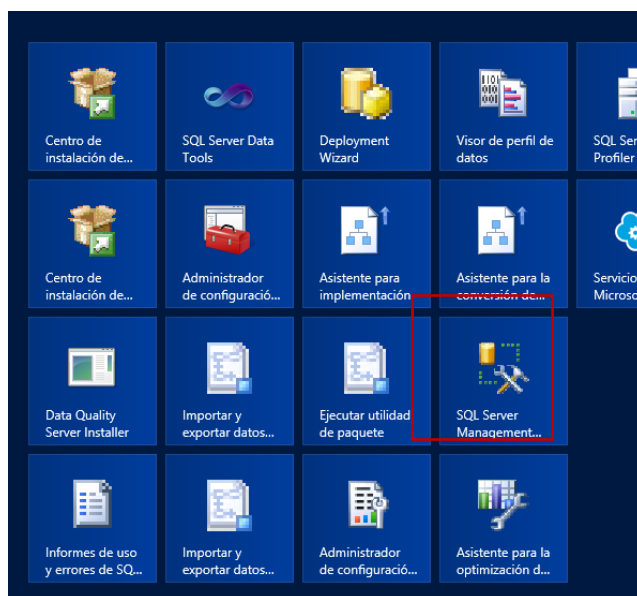 Centro de
instalación de...
SQL Server Data
Tools
Deployment
Wizard
Visor de perfil de
datos
SQL Ser
Profiler
Centro de
instalación de...
Administrador
de configuració...
Asistente para
implementación
Asistente para la
conversión de...
Servicio
Microso
Data Quality
Server Installer
Importar y
exportar datos...
Ejecutar utilidad
de paquete
SQL Server
Management...
Informes de uso
y errores de SQ...
Importar y
exportar datos...
Administrador
de configuració...
Asistente para la
optimización d...